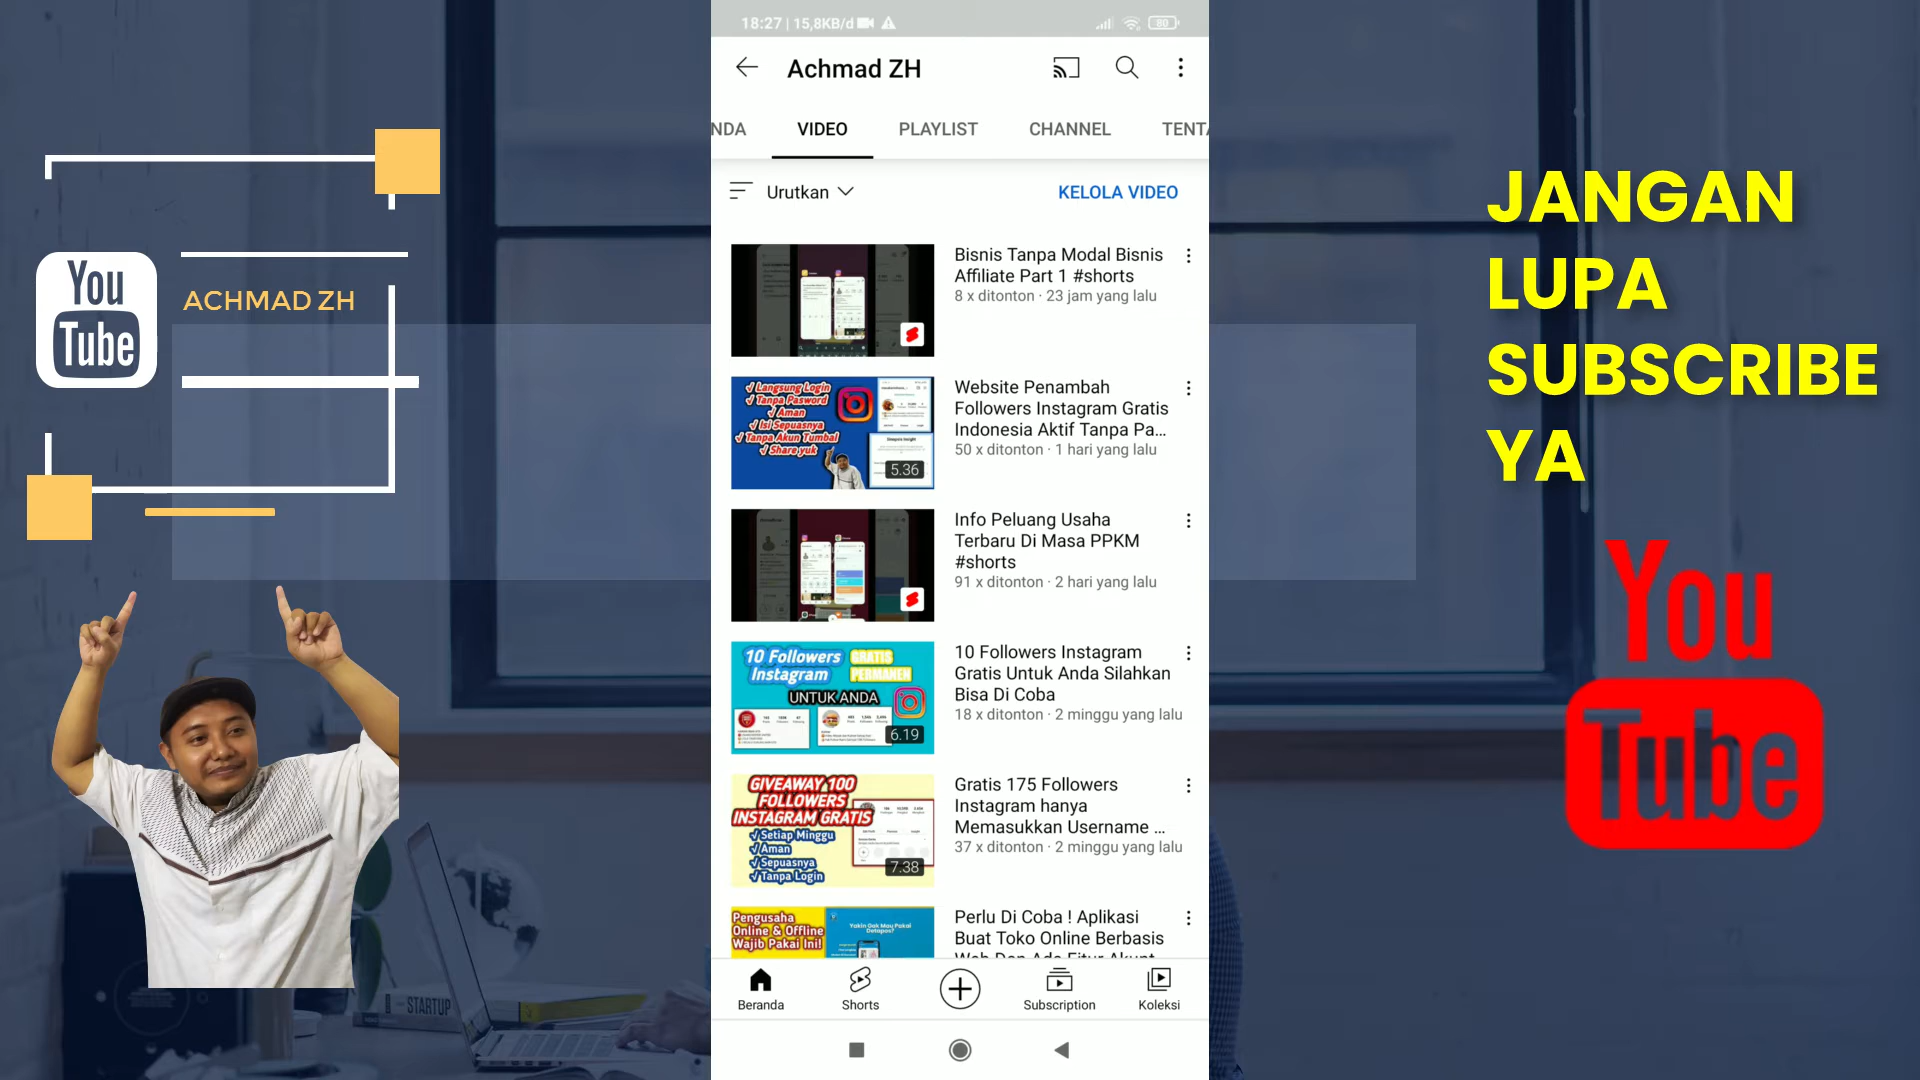 18:27 | 15,8KB/d
80
Achmad ZH
NDA VIDEO PLAYLIST CHANNEL TENTA
Urutkan
KELOLA VIDEO
Bisnis Tanpa Modal Bisnis
Affiliate Part 1 #shorts
8 x ditonton · 23 jam yang lalu
√ Langsung Login
√ Tanpa Pasword
√ Aman
√ Isi Sepuasnya
√ Tanpa Akun Tumbal
√ Share yuk
5.36
Website Penambah
Followers Instagram Gratis
Indonesia Aktif Tanpa Pa...
50 x ditonton · 1 hari yang lalu
Info Peluang Usaha
Terbaru Di Masa PPKM
#shorts
91 x ditonton · 2 hari yang lalu
10 Followers
Instagram
GRATIS
PERMANEN
UNTUK ANDA
6.19
10 Followers Instagram
Gratis Untuk Anda Silahkan
Bisa Di Coba
18 x ditonton · 2 minggu yang lalu
GIVEAWAY 100
FOLLOWERS
INSTAGRAM GRATIS
√ Setiap Minggu
√ Aman
√ Sepuasnya
√ Tanpa Login
7.38
Gratis 175 Followers
Instagram hanya
Memasukkan Username ...
37 x ditonton · 2 minggu yang lalu
Pengusaha
Online & Offline
Wajib Pakai Ini!
Yakin Gak Mau Pakai
Perlu Di Coba ! Aplikasi
Buat Toko Online Berbasis
Beranda
Shorts
Subscription
Koleksi
You
Tube
ACHMAD ZH
STARTUP
JANGAN
LUPA
SUBSCRIBE
YA
You
Tube